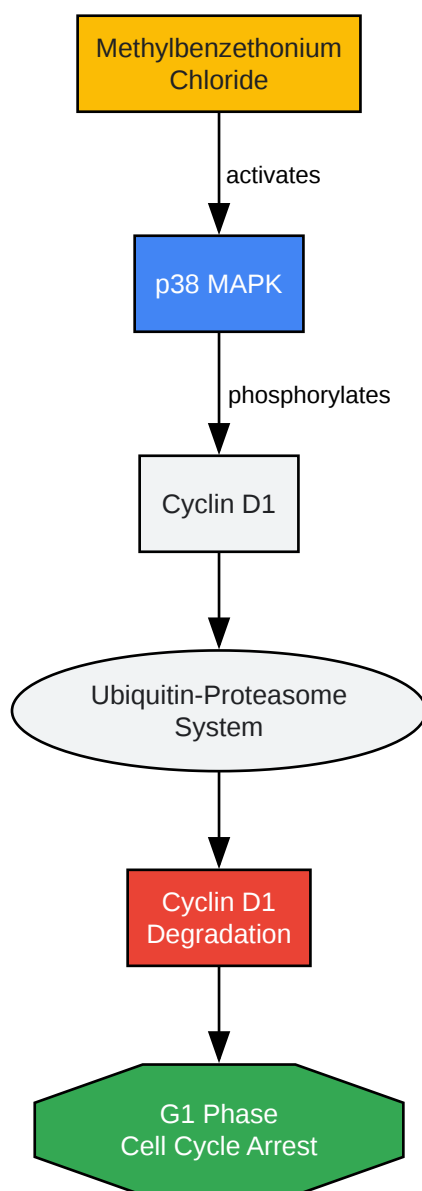 Methylbenzethonium
Chloride
activates
p38 MAPK
phosphorylates
Cyclin D1
Ubiquitin-Proteasome
System
Cyclin D1
Degradation
G1 Phase
Cell Cycle Arrest